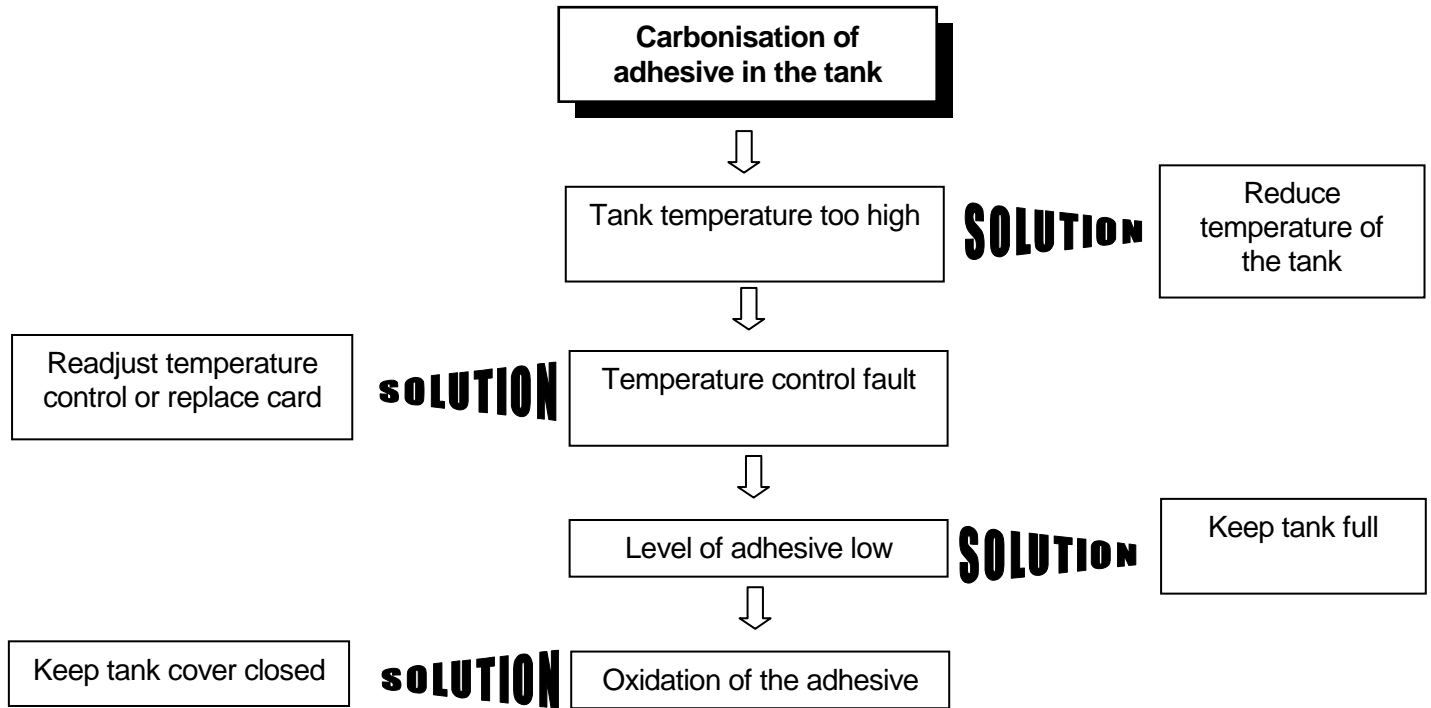 Carbonisation of
adhesive in the tank
Tank temperature too high
SOLUTION
Reduce
temperature of
the tank
Readjust temperature
control or replace card
SOLUTION
Temperature control fault
Level of adhesive low
SOLUTION
Keep tank full
Keep tank cover closed
SOLUTION
Oxidation of the adhesive